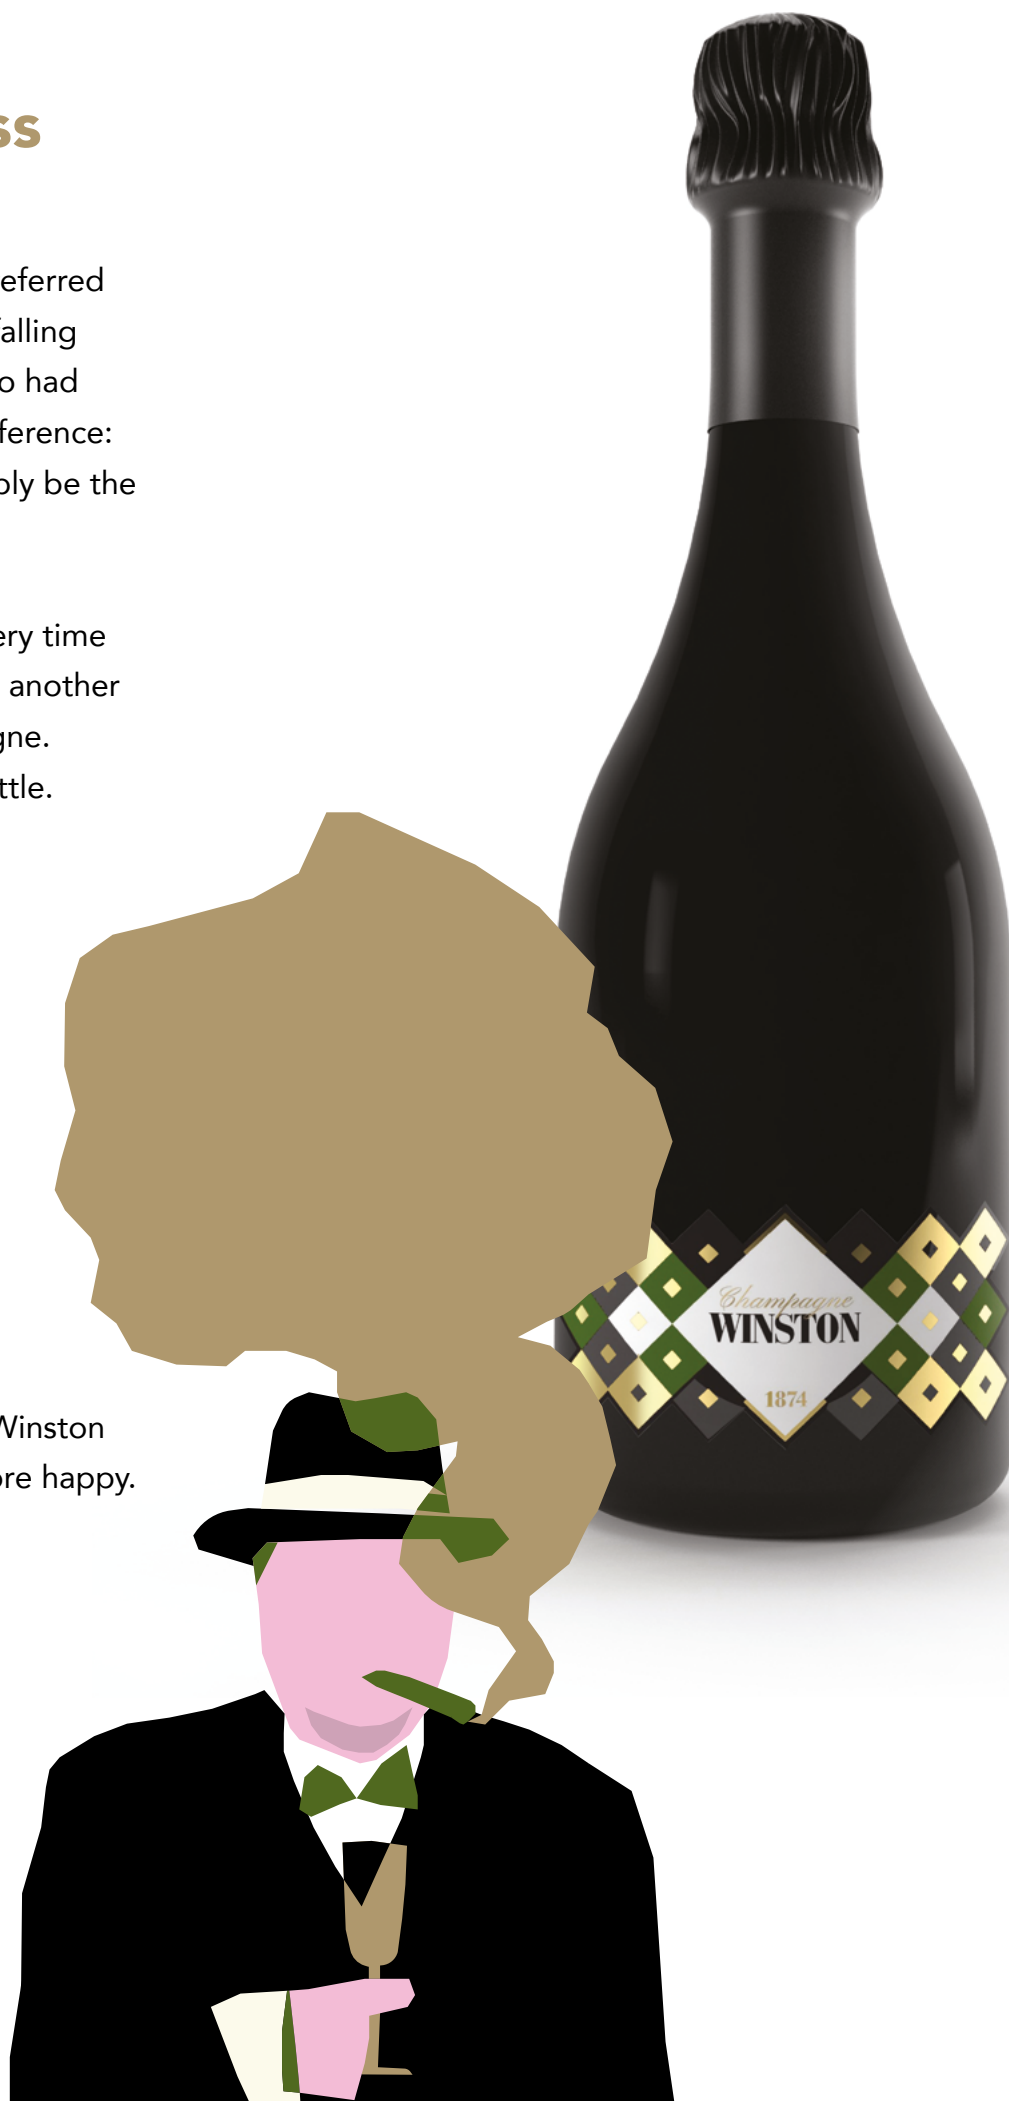 ss
eferred
alling
o had
ference:
bly be the
ery time
another
gne.
ttle.
Champagne
WINSTON
1874
Winston
ore happy.